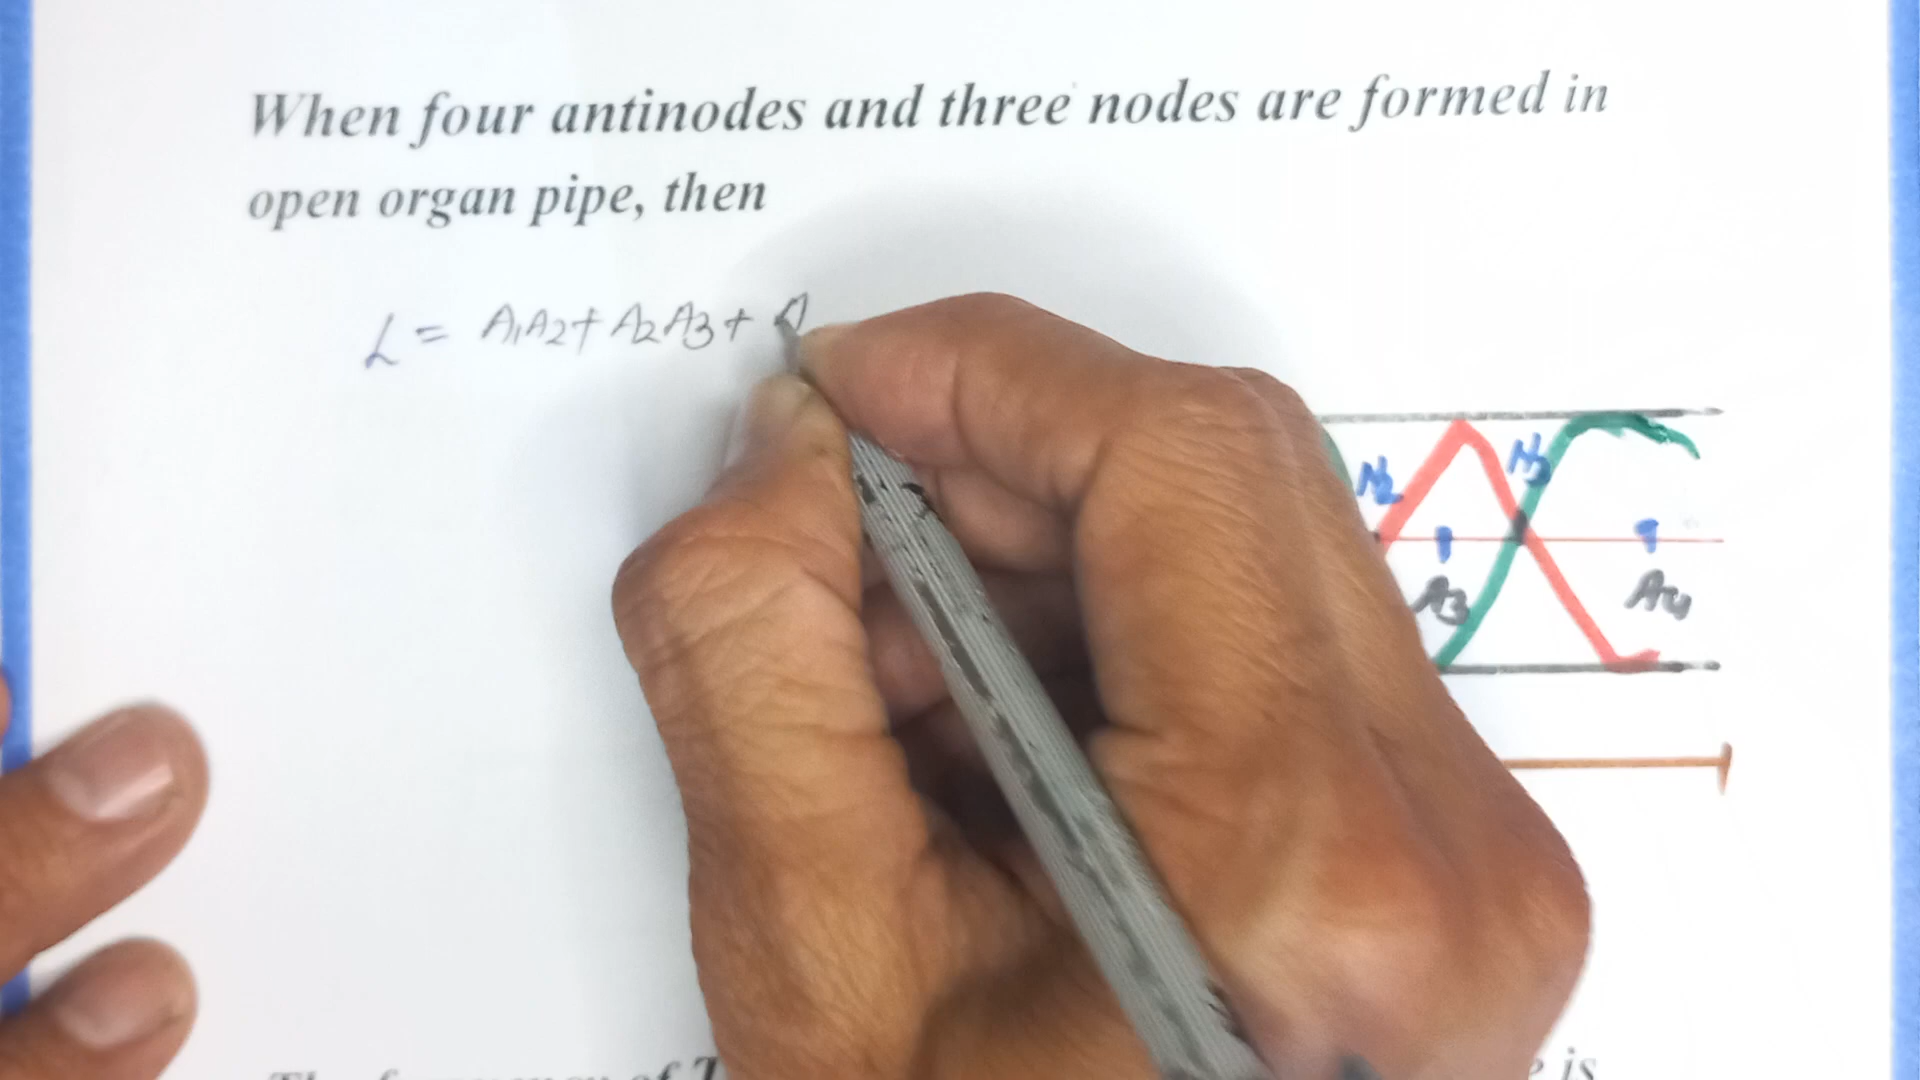 When four antinodes and three nodes are formed in
open organ pipe, then
L = A₁A₂ + A₂A₃ + A
N₂ N₃
A₃ A₄
of
is